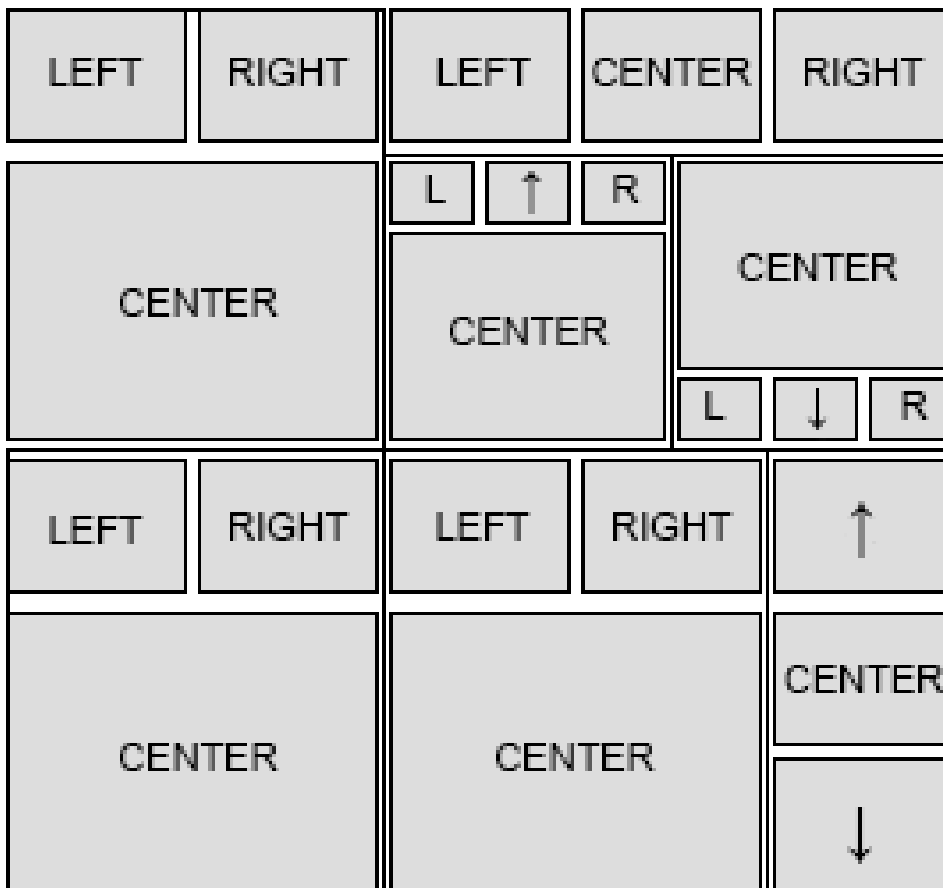 LEFT RIGHT LEFT CENTER RIGHT
L ↑ R
CENTER
CENTER
CENTER
L ↓ R
LEFT RIGHT LEFT RIGHT ↑
CENTER
CENTER CENTER
↓